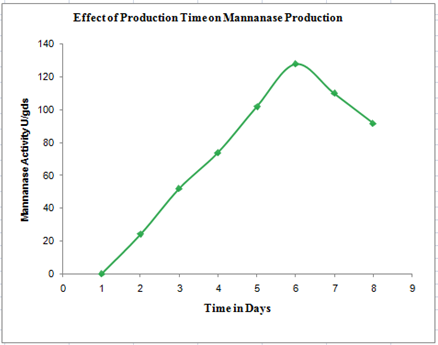 Effect of Production Time on Mannanase Production
140
120
100
80
60
40
20
0
Mannanase Activity U/gds
0 1 2 3 4 5 6 7 8 9
Time in Days